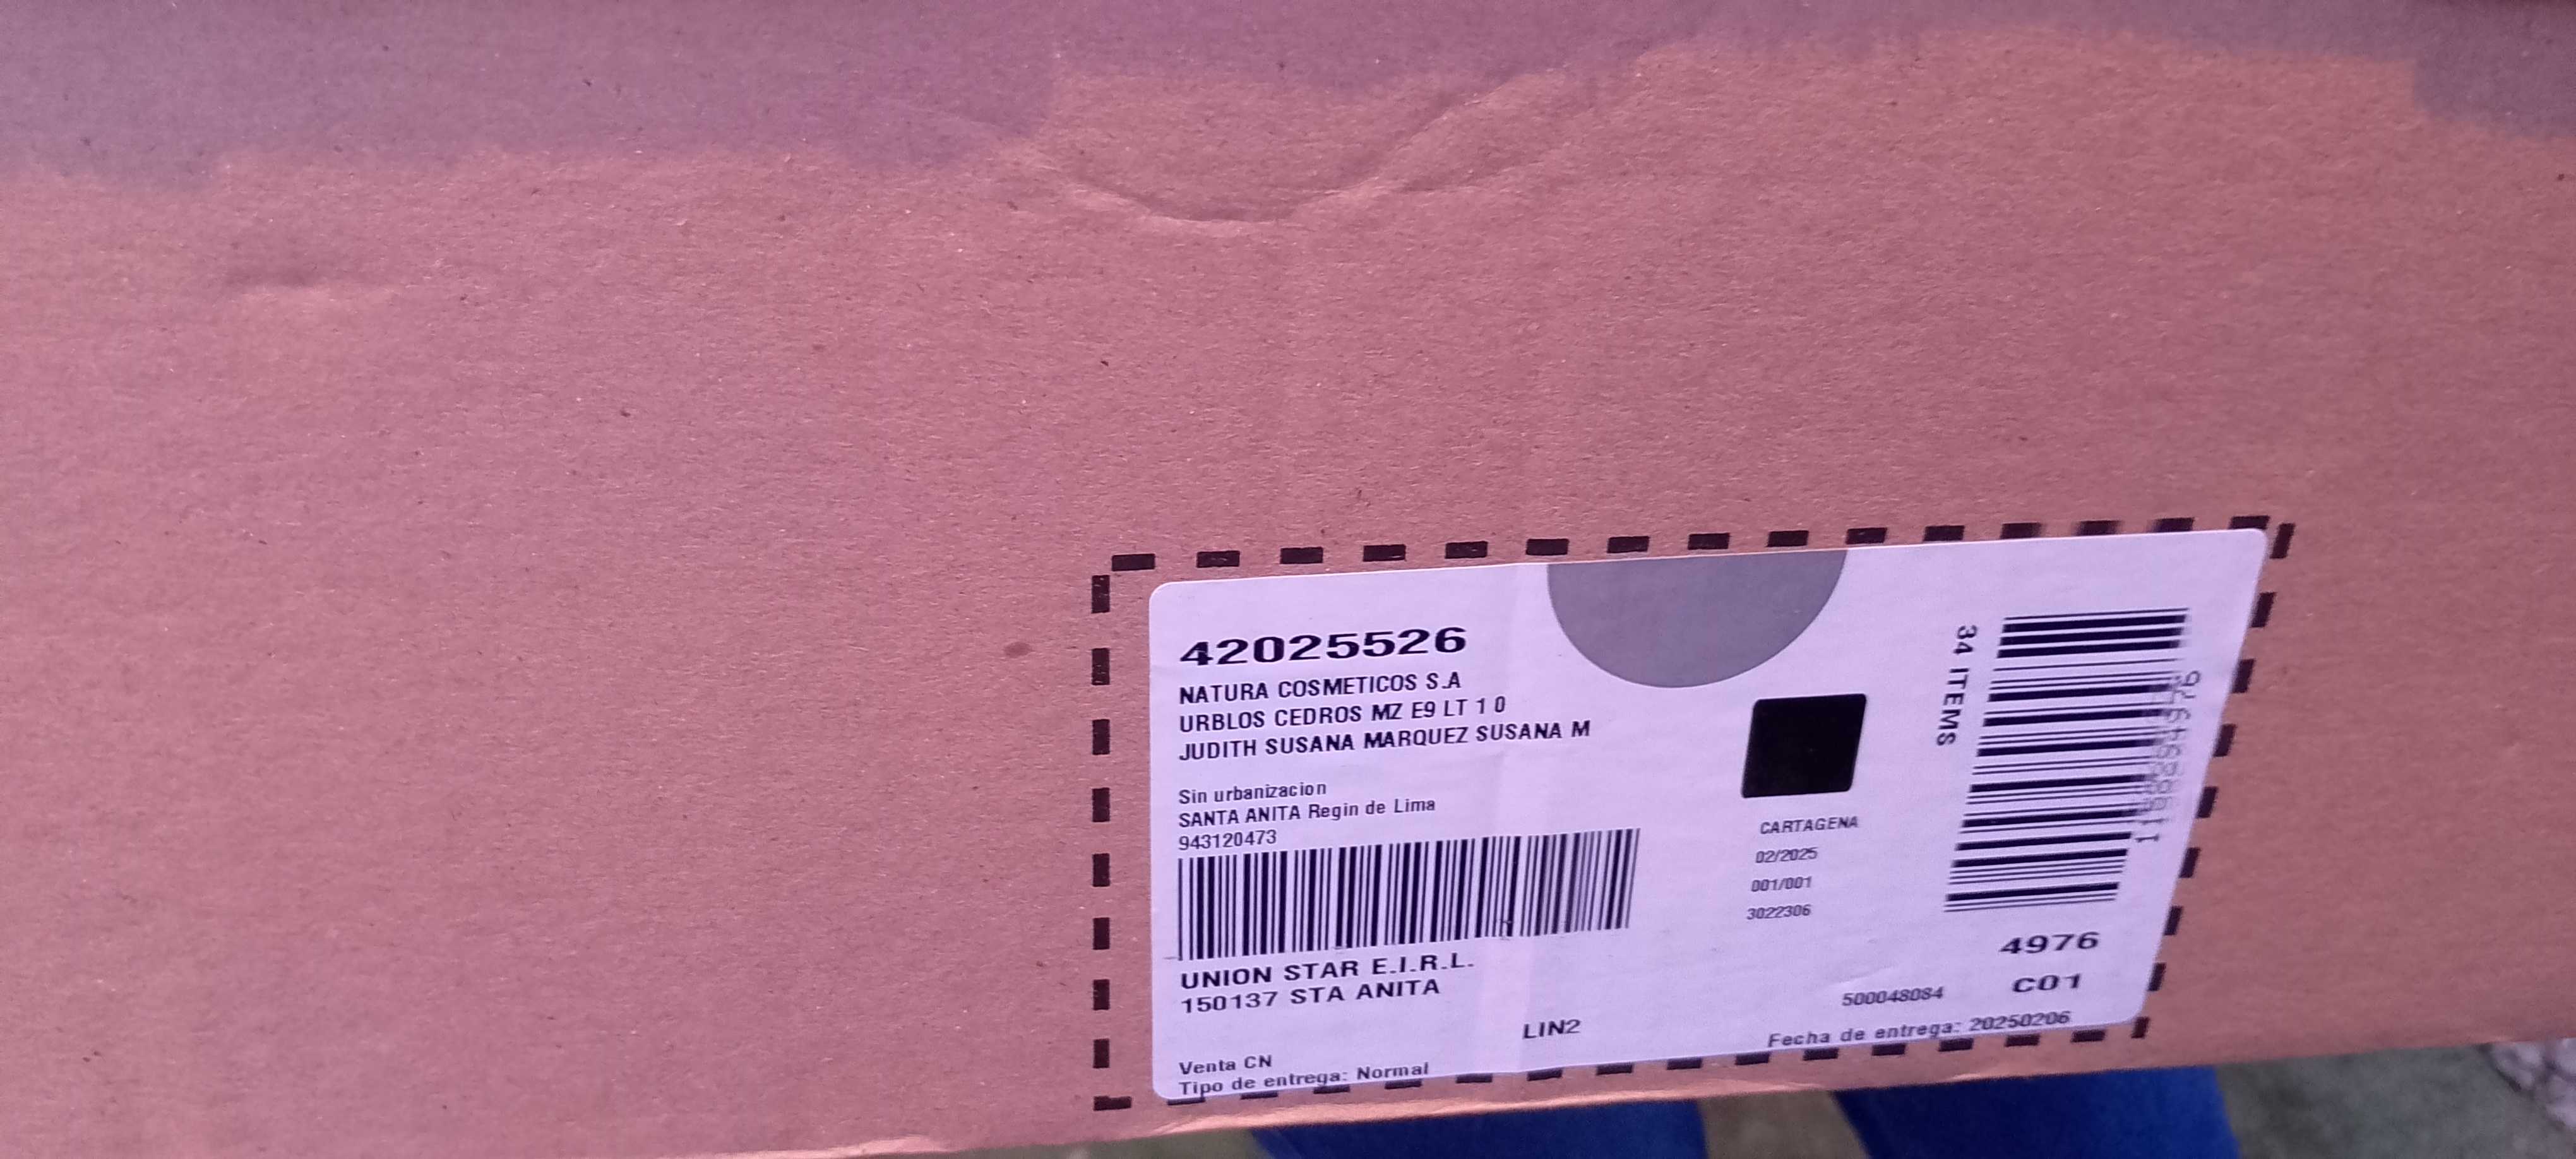 42025526
NATURA COSMETICOS S.A
URBLOS CEDROS MZ E9 LT 1 0
JUDITH SUSANA MARQUEZ SUSANA M
Sin urbanizacion
SANTA ANITA Regin de Lima
943120473
UNION STAR E.I.R.L.
150137 STA ANITA
LIN2
Venta CN
Tipo de entrega: Normal
CARTAGENA
02/2025
001/001
3022306
34 ITEMS
4976
C01
500048084
Fecha de entrega: 20250206